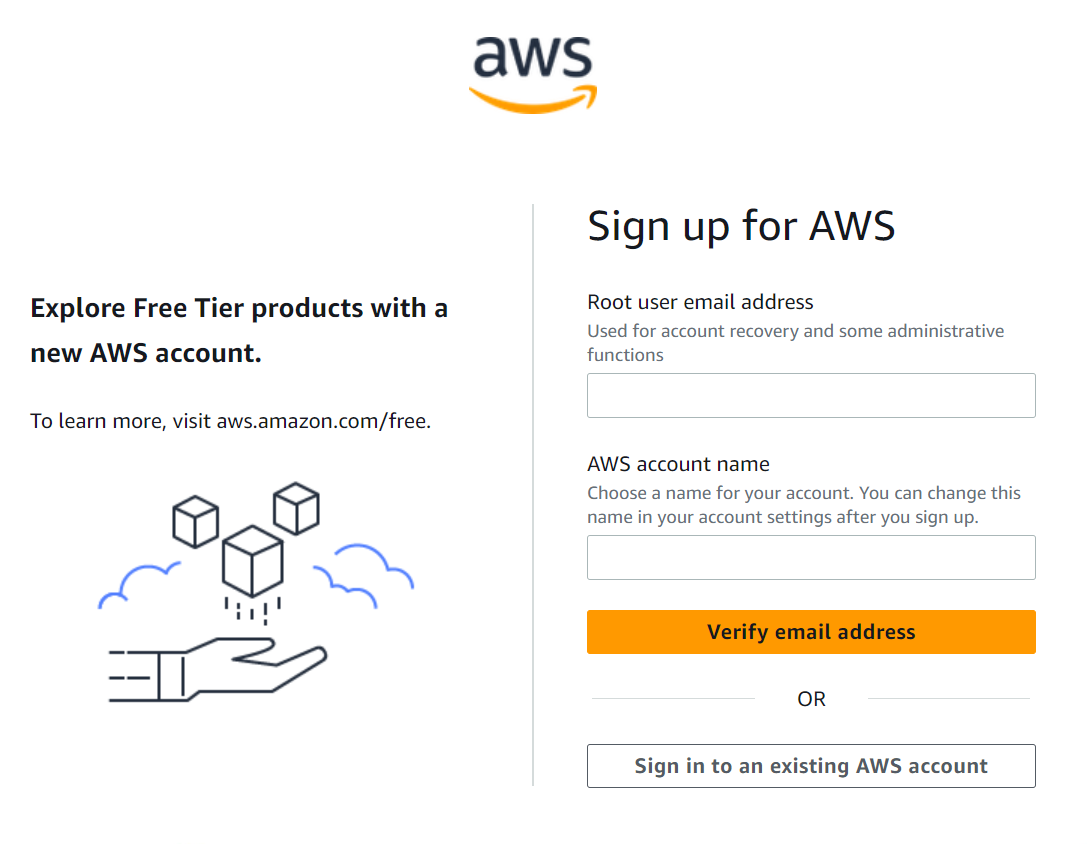 aws
Explore Free Tier products with a
new AWS account.
To learn more, visit aws.amazon.com/free.
Sign up for AWS
Root user email address
Used for account recovery and some administrative
functions
AWS account name
Choose a name for your account. You can change this
name in your account settings after you sign up.
Verify email address
OR
Sign in to an existing AWS account